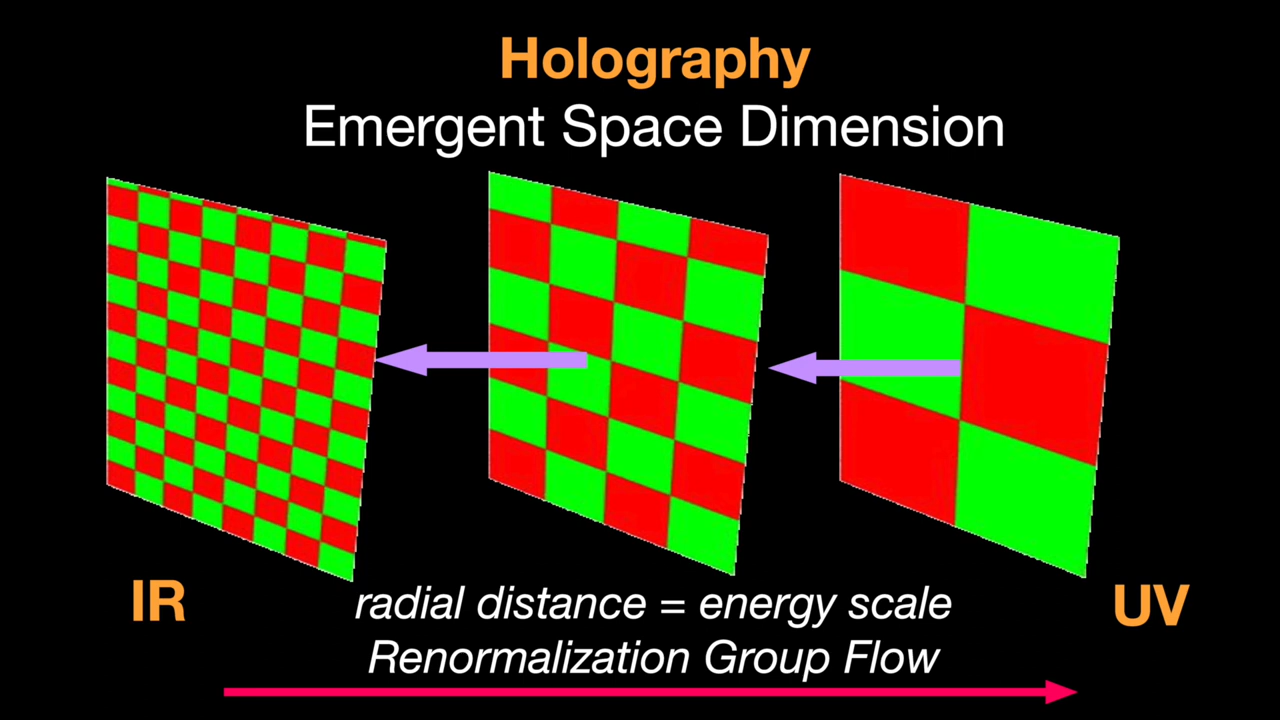 Holography
Emergent Space Dimension
IR
radial distance = energy scale
UV
Renormalization Group Flow